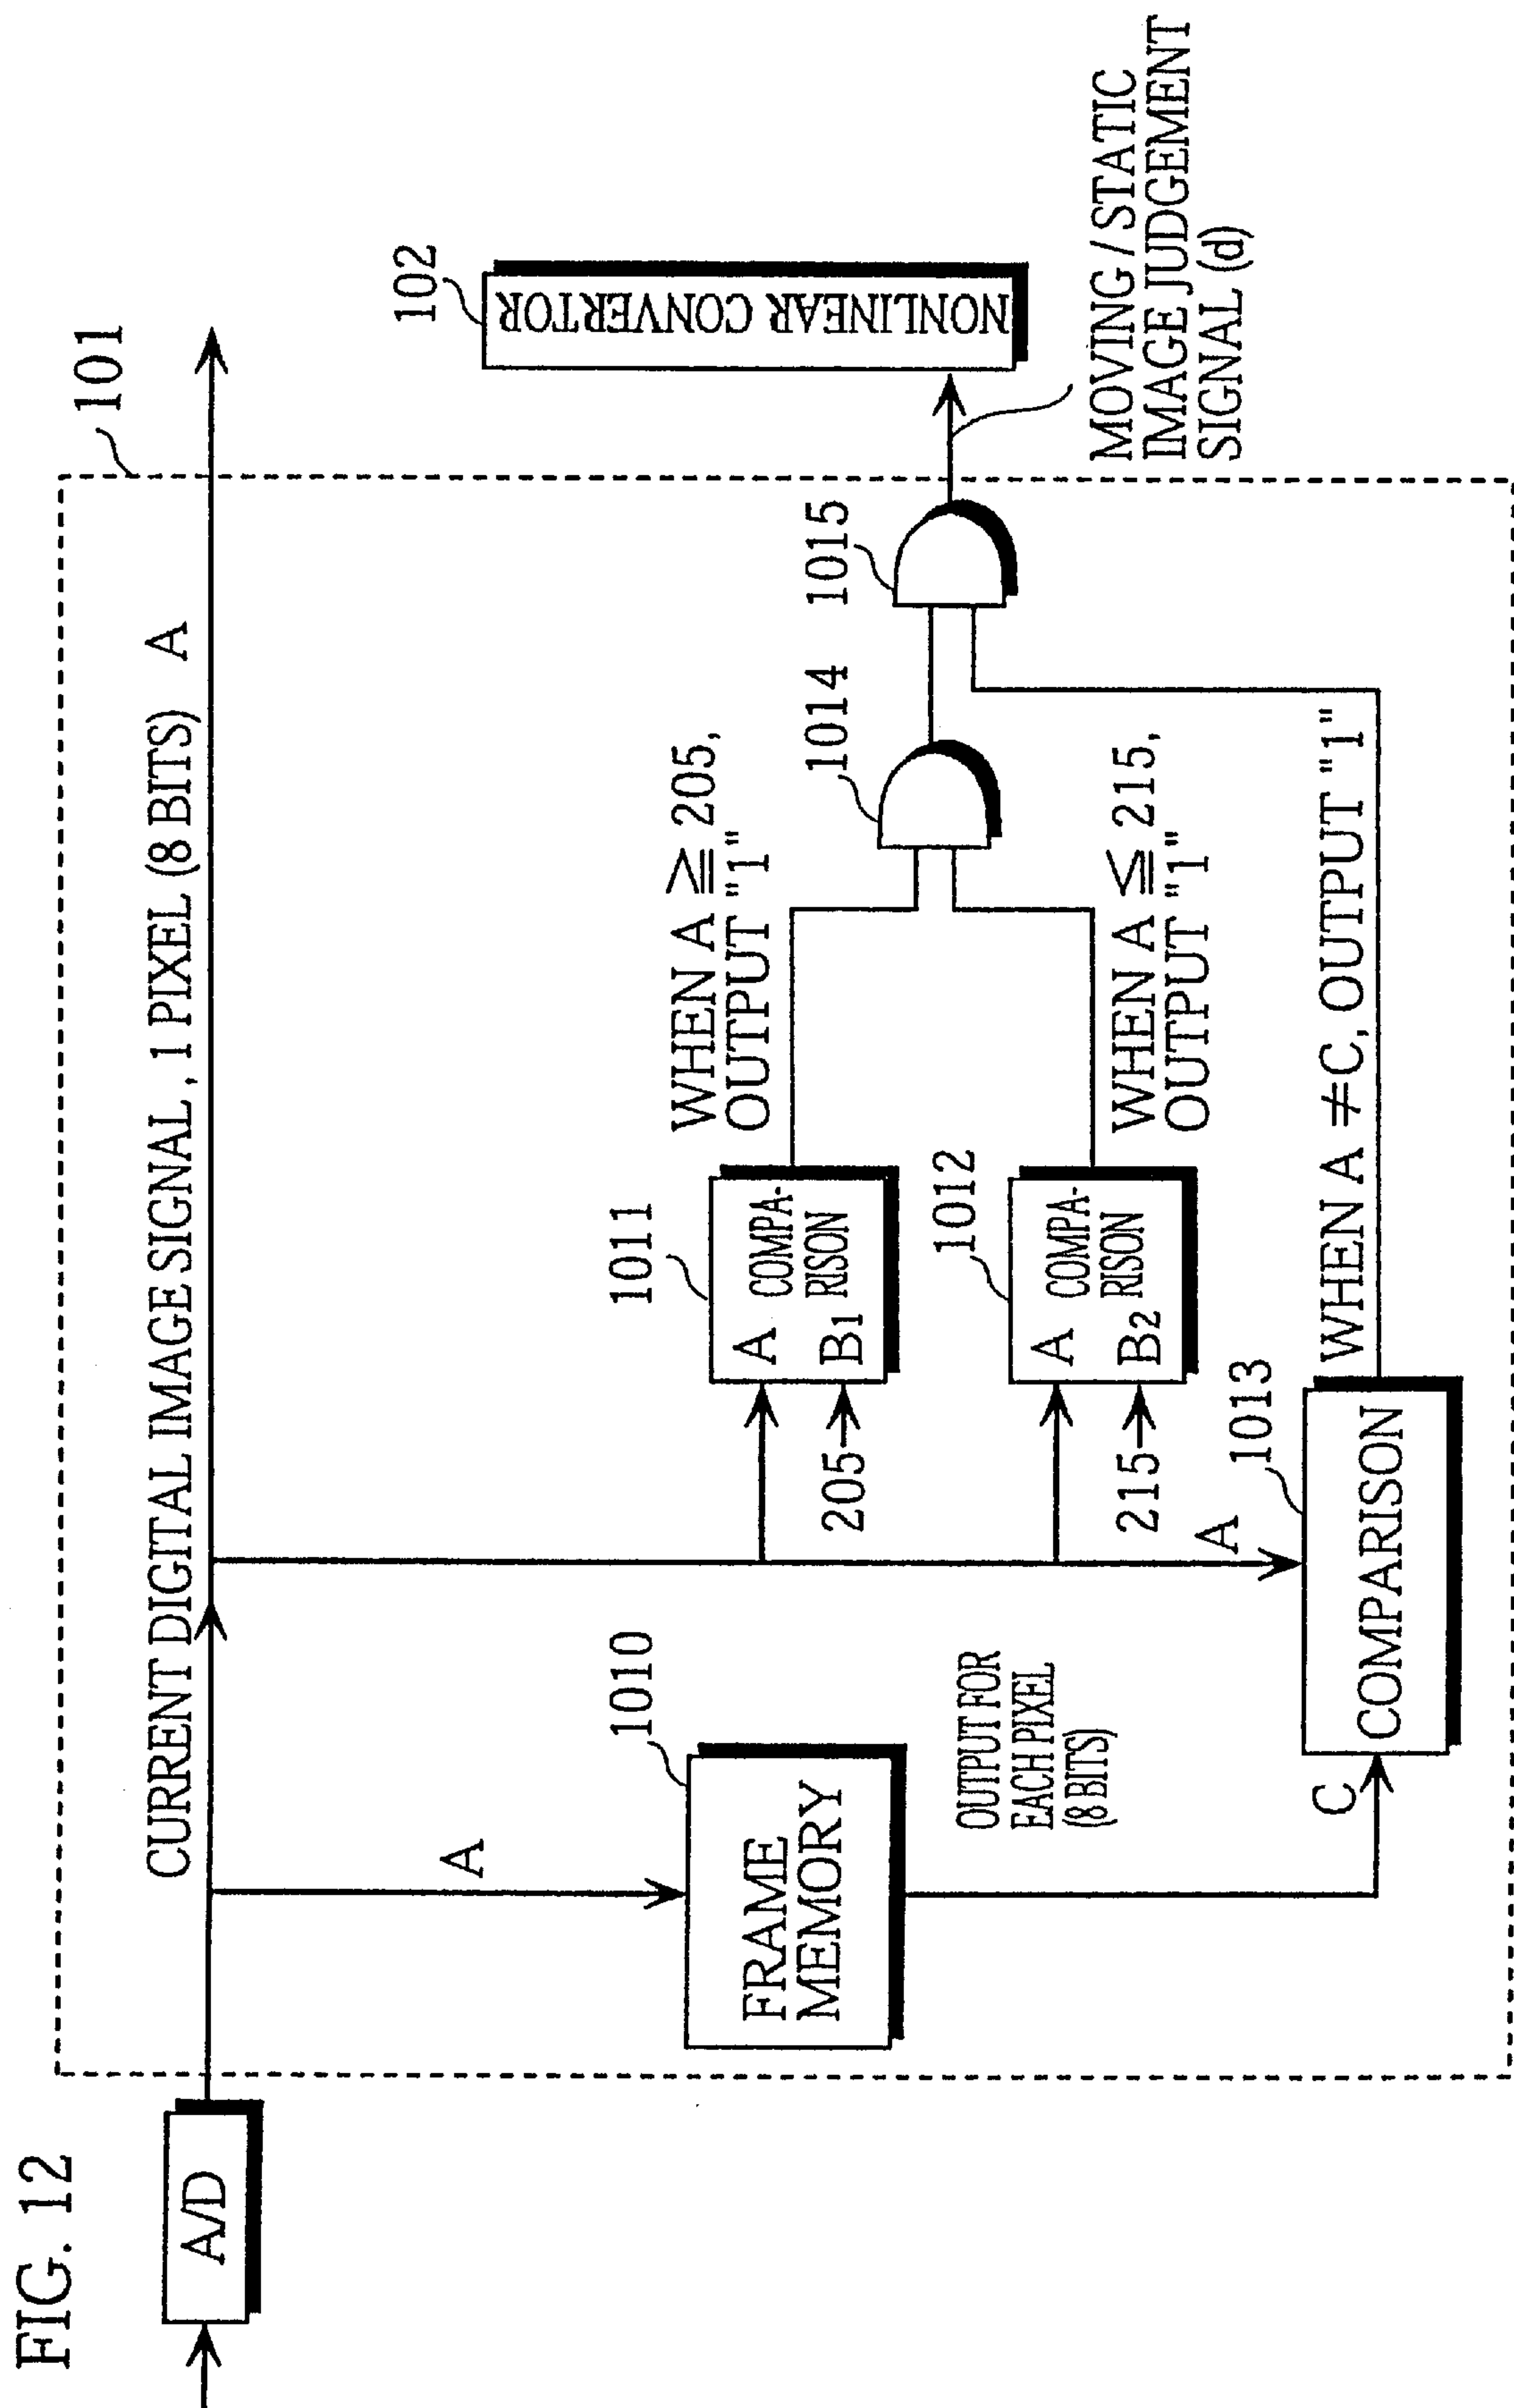 FIG. 12
A/D
101
CURRENT DIGITAL IMAGE SIGNAL, 1 PIXEL (8 BITS) A
A
1010
FRAME
MEMORY
OUTPUT FOR
EACH PIXEL
(8 BITS)
C
A
1013
COMPARISON
1011
A
B1
COMPA-
RISON
205
1012
A
B2
COMPA-
RISON
215
WHEN A ≧ 205,
OUTPUT "1"
WHEN A ≦ 215,
OUTPUT "1"
WHEN A ≠C, OUTPUT "1"
1014
1015
102
NONLINEAR CONVERTOR
MOVING / STATIC
IMAGE JUDGEMENT
SIGNAL (d)